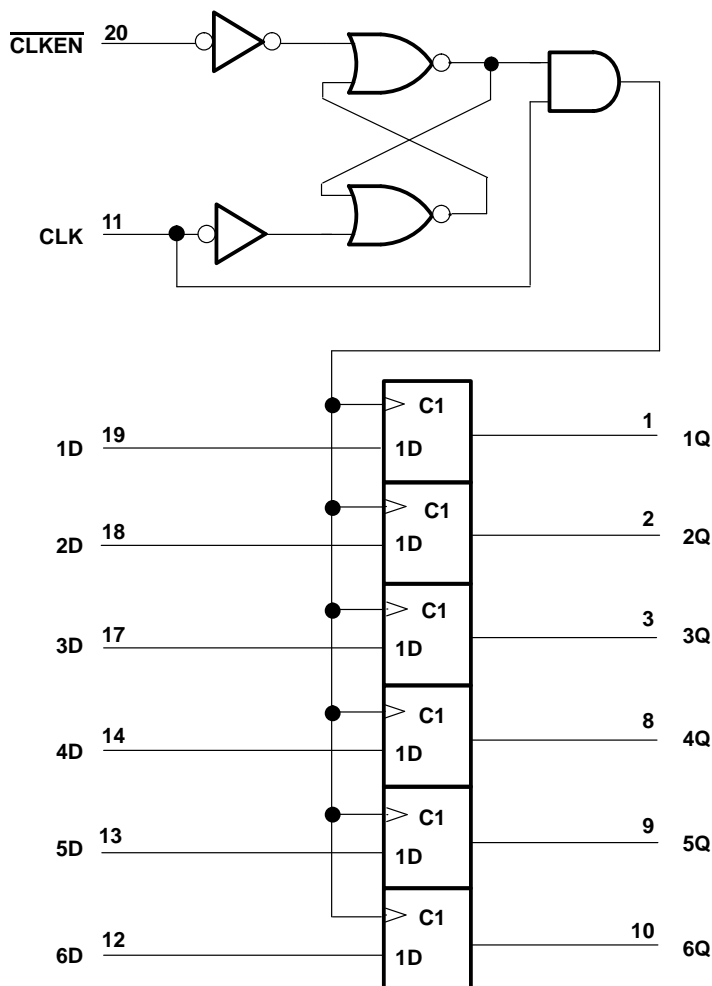 CLKEN 20
CLK 11
C1
1D 19 1D 1 1Q
C1
2D 18 1D 2 2Q
C1
3D 17 1D 3 3Q
C1
4D 14 1D 8 4Q
C1
5D 13 1D 9 5Q
C1
6D 12 1D 10 6Q